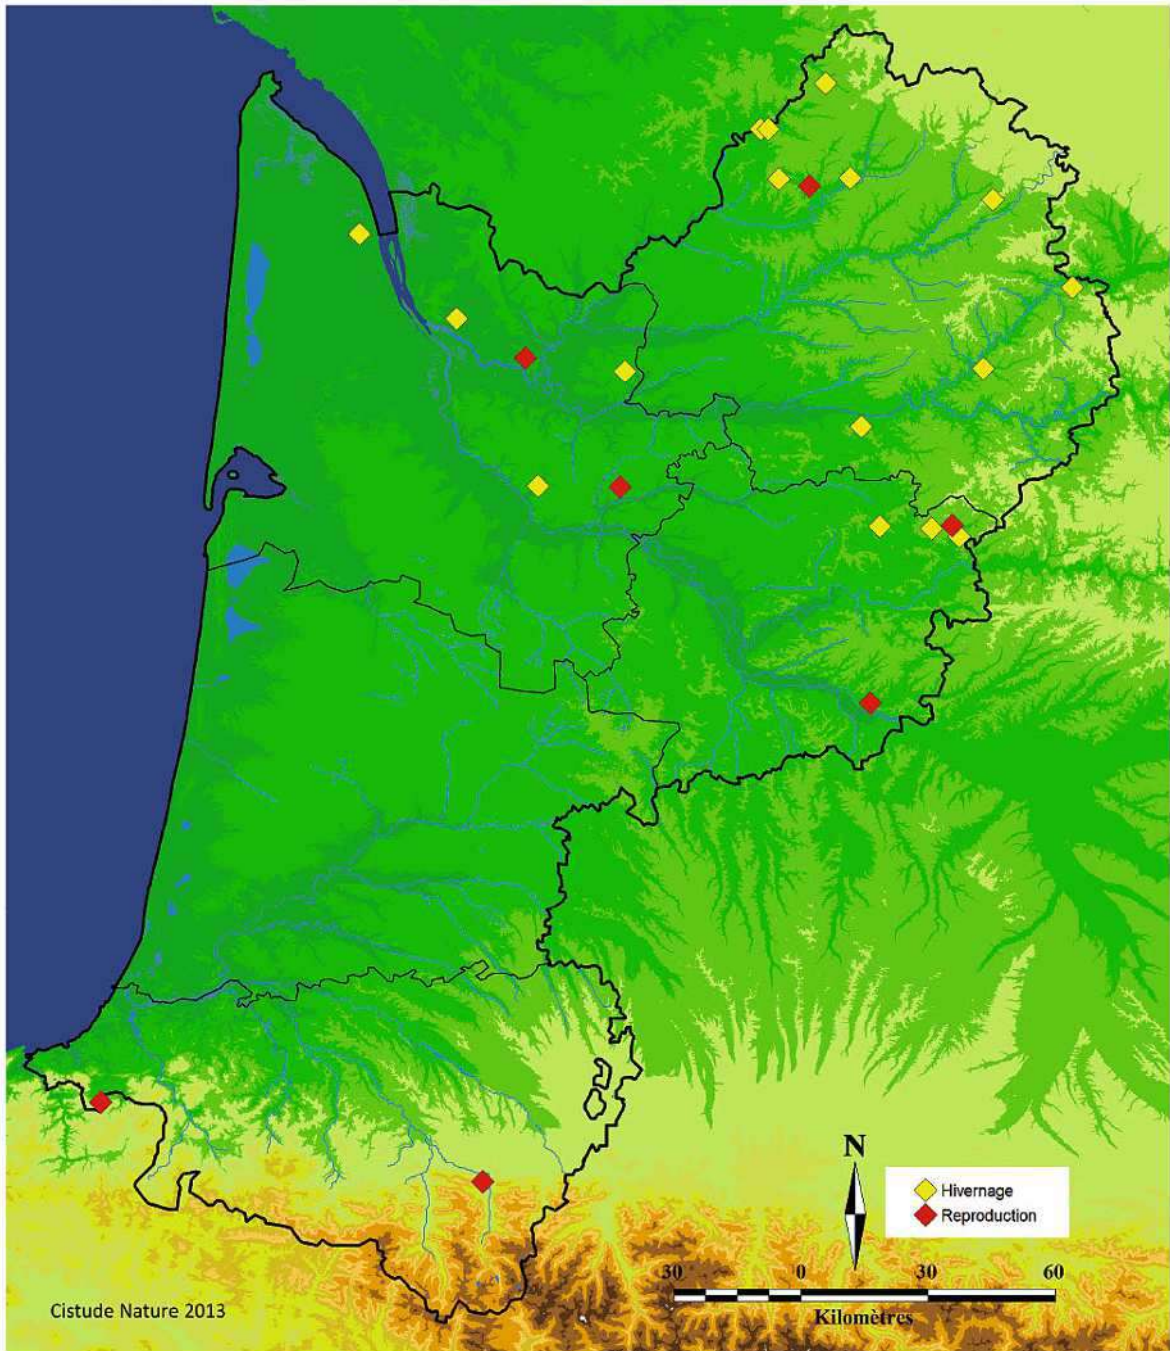 N
Hivernage
Reproduction
30 0 30 60
Kilomètres
Cistude Nature 2013